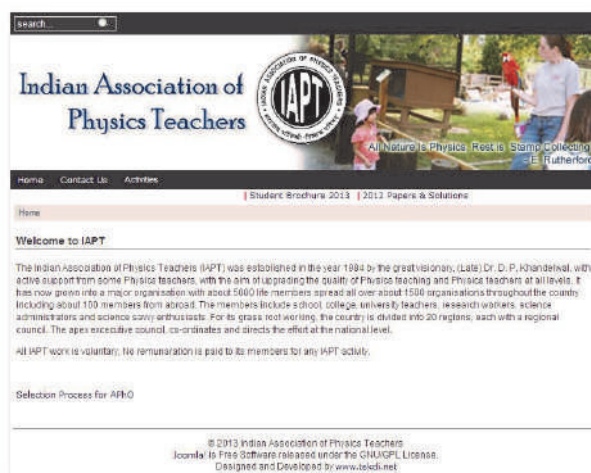 search...
Indian Association of
Physics Teachers
INDIAN ASSOCIATION OF PHYSICS TEACHERS
IAPT
All Nature Is Physics, Rest is Stamp Collecting
- E. Rutherford
Home Contact Us Activities
| Student Brochure 2013 | 2012 Papers & Solutions
Home
Welcome to IAPT
The Indian Association of Physics Teachers (IAPT) was established in the year 1984 by the great visionary, (Late) Dr. D. P. Khandelwal, with
active support from some Physics teachers, with the aim of upgrading the quality of Physics teaching and Physics teachers at all levels. It
has now grown into a major organisation with about 5000 life members spread all over about 1500 organisations throughout the country
including about 100 members from abroad. The members include school, college, university teachers, research workers, science
administrators and science savvy enthusiasts. For its grass root working, the country is divided into 20 regions, each with a regional
council. The apex executive council, co-ordinates and directs the effort at the national level.
All IAPT work is voluntary. No remunaration is paid to its members for any IAPT activity.
Selection Process for APhO
© 2013 Indian Association of Physics Teachers
Joomla! is Free Software released under the GNU/GPL License.
Designed and Developed by www.tekdi.net